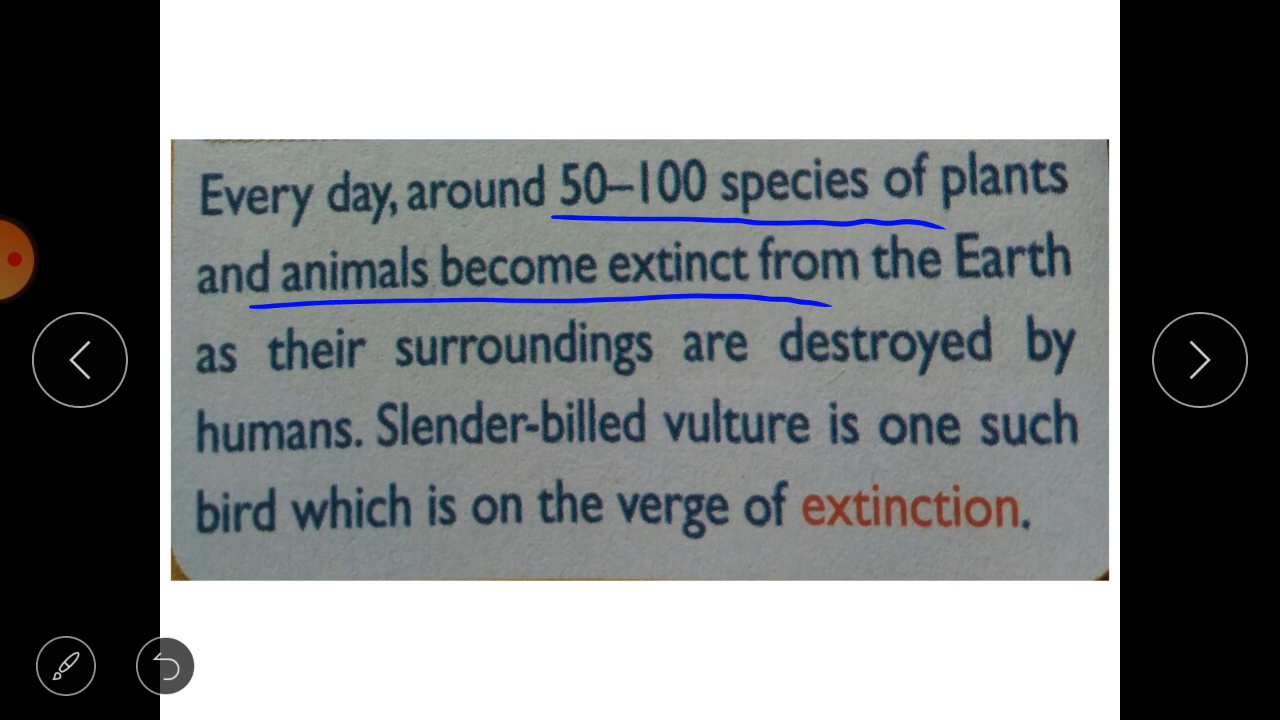 Every day, around 50–100 species of plants
and animals become extinct from the Earth
as their surroundings are destroyed by
humans. Slender-billed vulture is one such
bird which is on the verge of extinction.